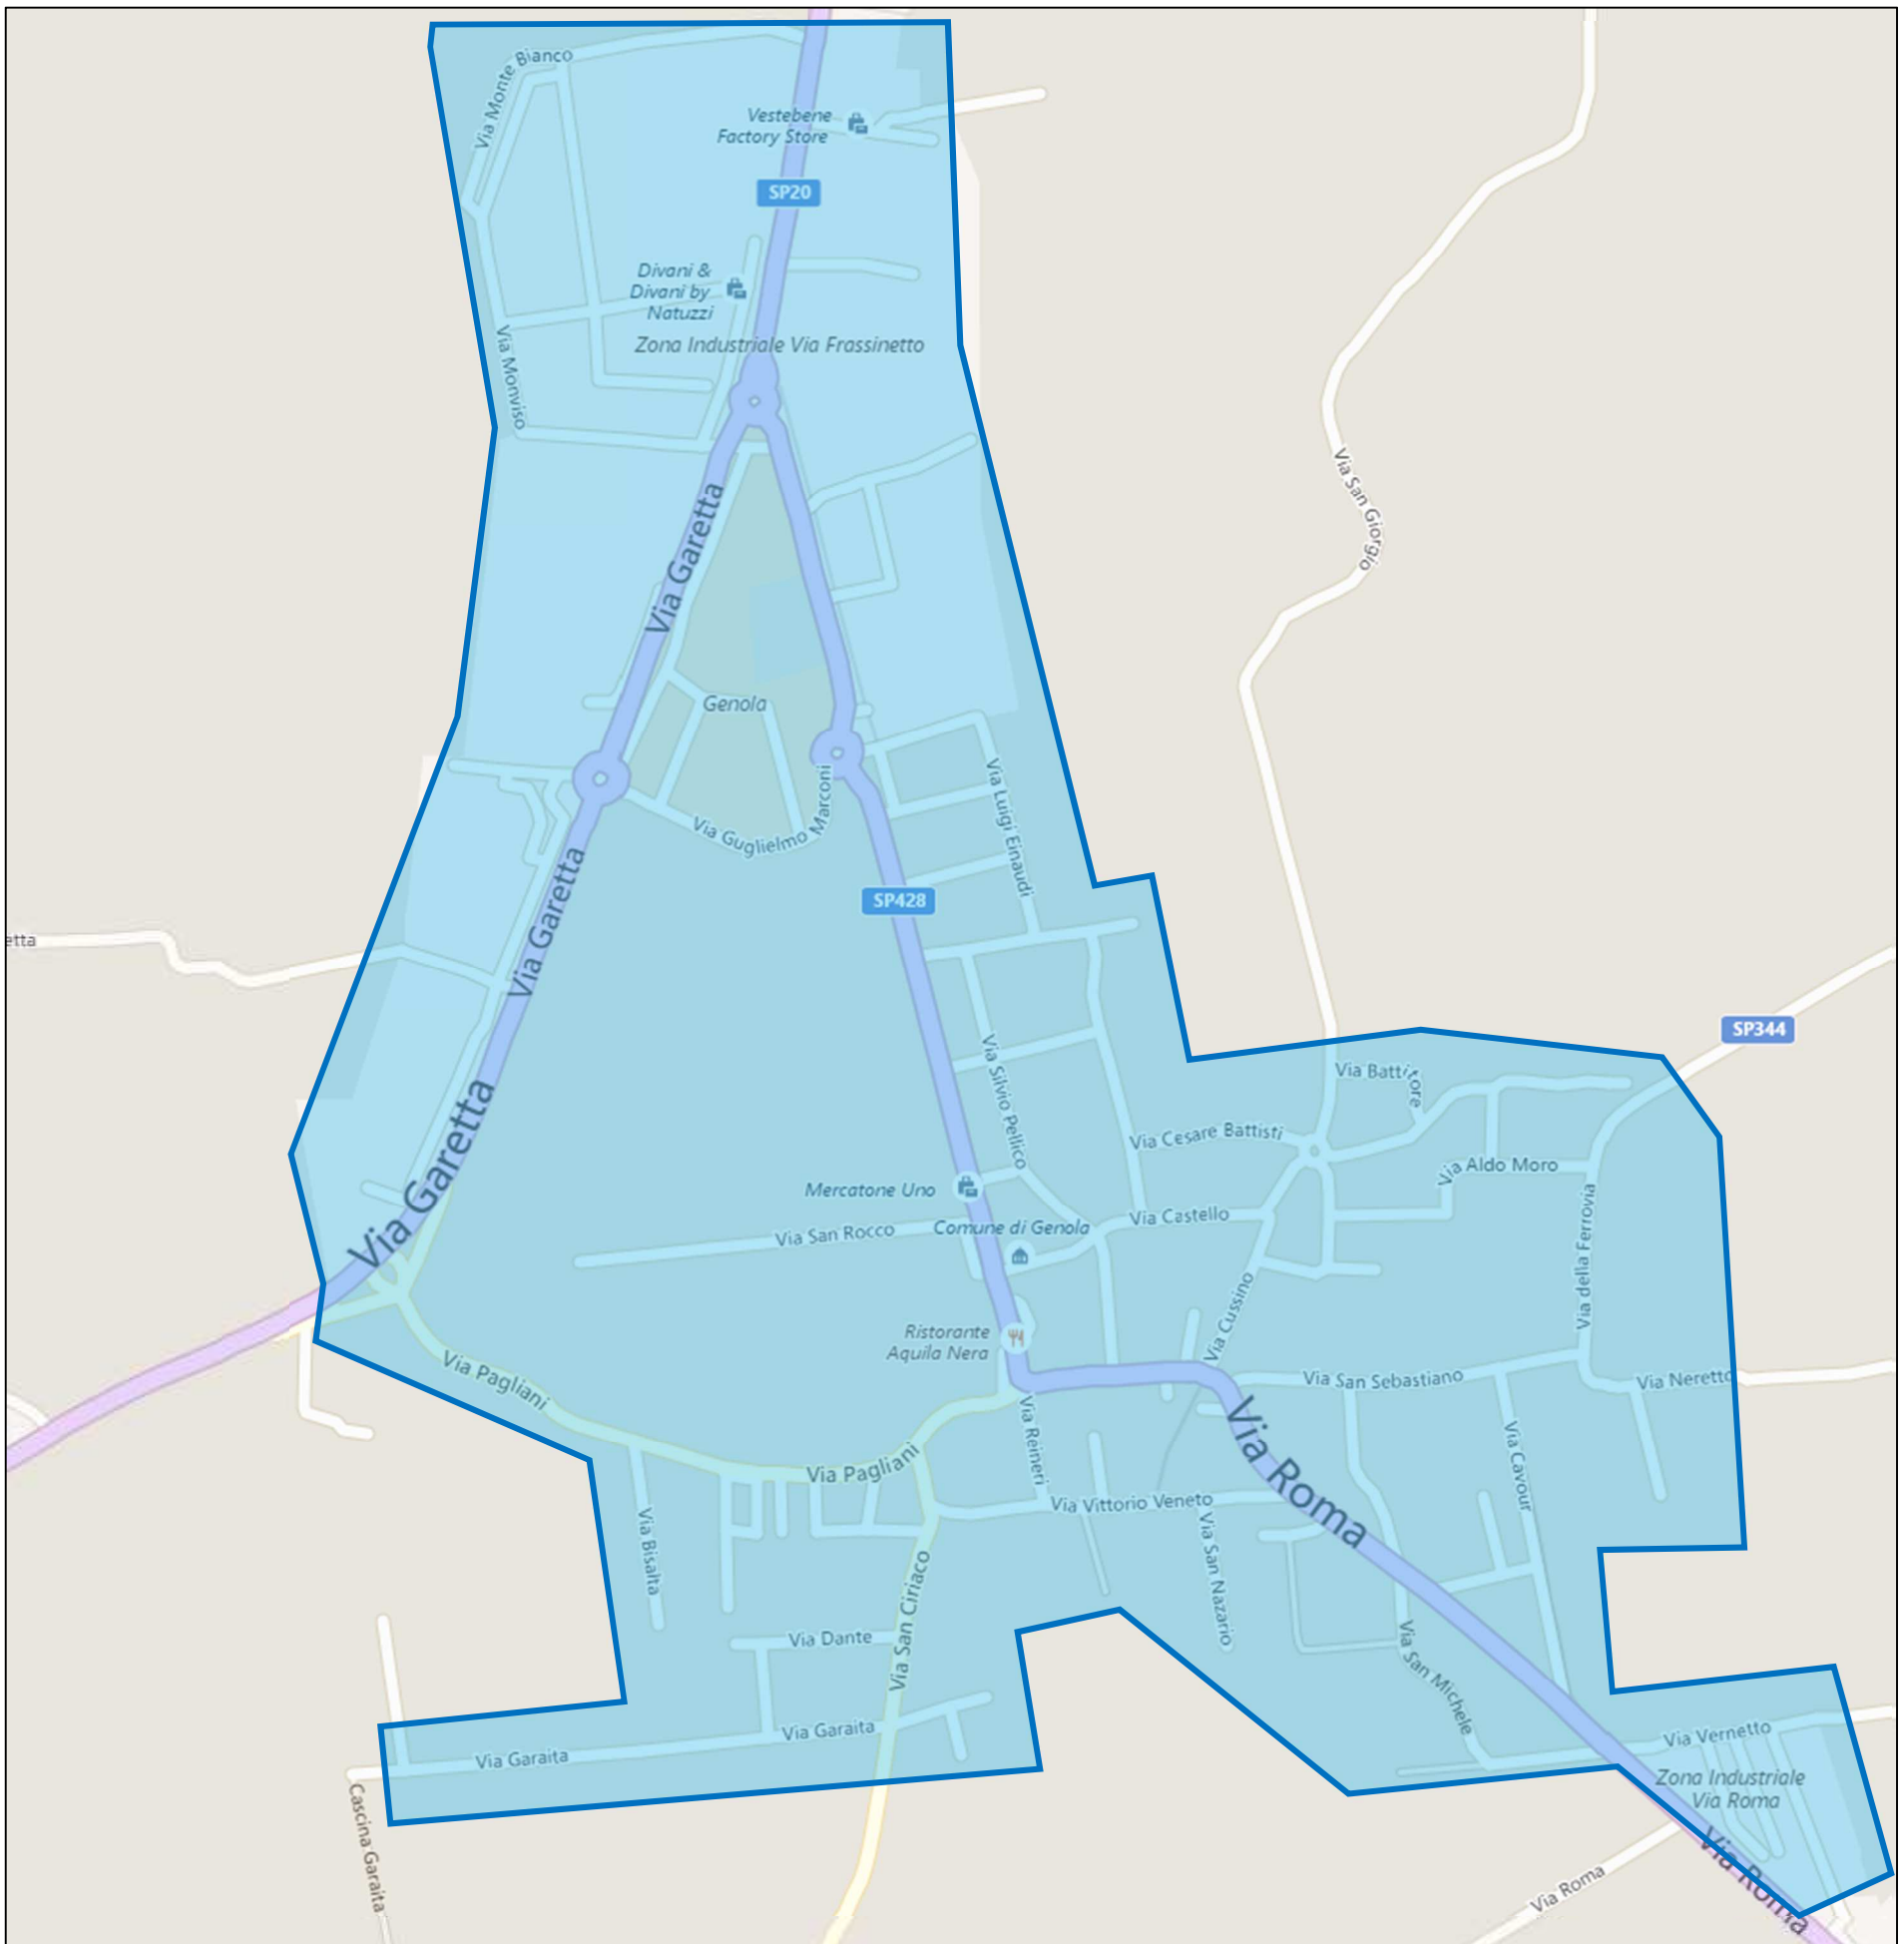 Via Monte Bianco
Vestebene
Factory Store
SP20
Divani &
Divani by
Natuzzi
Zona Industriale Via Frassinetto
Via Monviso
Via San Giorgio
Via Garetta
Genola
Via Luigi Einaudi
Via Guglielmo Marconi
Via Garetta
SP428
etta
SP344
Via Silvio Pellico
Via Battitore
Via Garetta
Via Cesare Battisti
Via Aldo Moro
Mercatone Uno
Via Castello
Comune di Genola
Via San Rocco
Via della Ferrovia
Via Cussino
Ristorante
Aquila Nera
Via Pagliani
Via San Sebastiano
Via Neretto
Via Reineri
Via Roma
Via Cavour
Via Pagliani
Via Vittorio Veneto
Via Bisalta
Via San Nazario
Via San Ciriaco
Via Dante
Via San Michele
Via Garaita
Via Garaita
Via Vernetto
Zona Industriale
Via Roma
Cascina Garaita
Via Roma
Via Roma